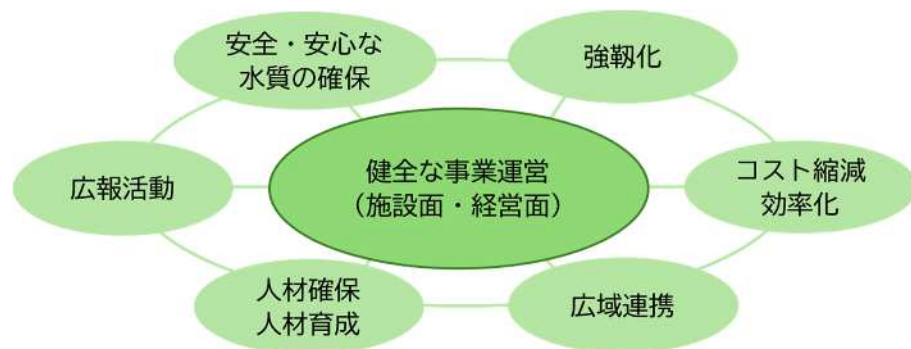 安全・安心な
水質の確保
強靱化
広報活動
健全な事業運営
（施設面・経営面）
コスト縮減
効率化
人材確保
人材育成
広域連携